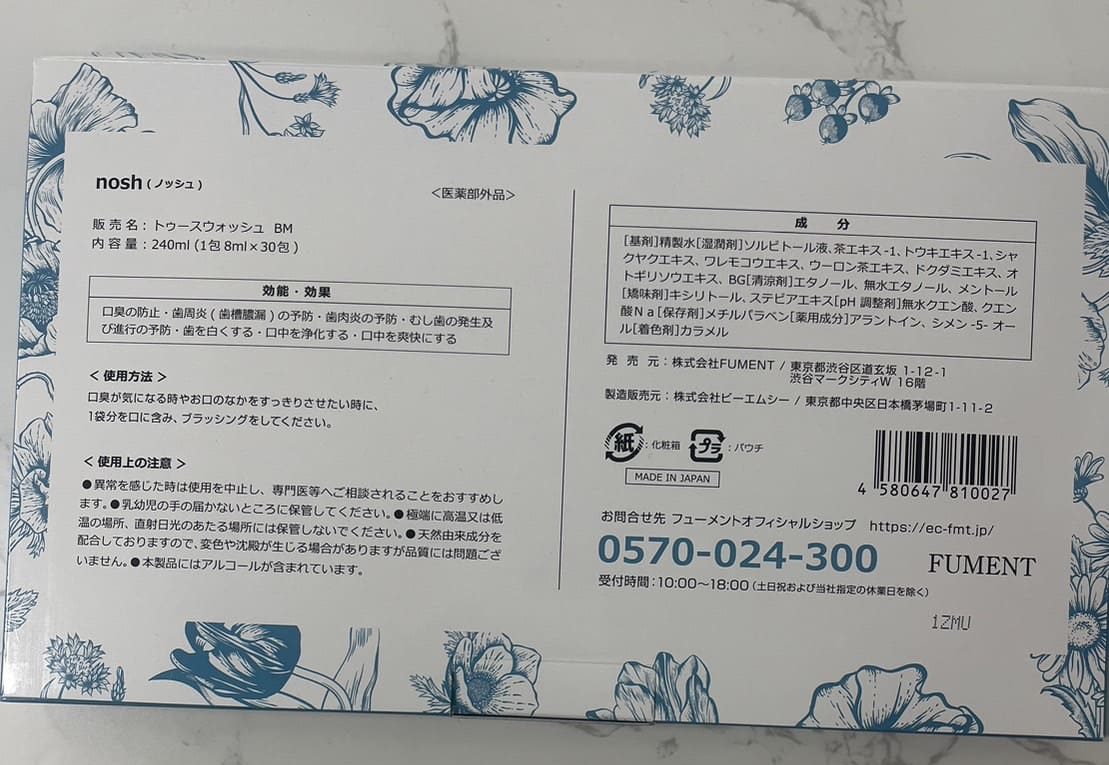 nosh (ノッシュ)
<医薬部外品>
販売名：トゥースウォッシュ BM
内容量：240ml (1包 8ml×30包)
効能・効果
口臭の防止・歯周炎 (歯槽膿漏) の予防・歯肉炎の予防・むし歯の発生及
び進行の予防・歯を白くする・口中を浄化する・口中を爽快にする
< 使用方法 >
口臭が気になる時やお口のなかをすっきりさせたい時に、
1袋分を口に含み、ブラッシングをしてください。
< 使用上の注意 >
●異常を感じた時は使用を中止し、専門医等へご相談されることをおすすめし
ます。●乳幼児の手の届かないところに保管してください。●極端に高温又は低
温の場所、直射日光のあたる場所には保管しないでください。●天然由来成分を
配合しておりますので、変色や沈殿が生じる場合がありますが品質には問題ござ
いません。●本製品にはアルコールが含まれています。
成 分
[基剤]精製水[湿潤剤]ソルビトール液、茶エキス-1、トウキエキス-1、シャ
クヤクエキス、ワレモコウエキス、ウーロン茶エキス、ドクダミエキス、オ
トギリソウエキス、BG[清涼剤]エタノール、無水エタノール、メントール
[矯味剤]キシリトール、ステビアエキス[pH 調整剤]無水クエン酸、クエン
酸Na[保存剤]メチルパラベン[薬用成分]アラントイン、シメン-5-オー
ル[着色剤]カラメル
発売元：株式会社FUMENT / 東京都渋谷区道玄坂 1-12-1
渋谷マークシティW 16階
製造販売元：株式会社ビーエムシー / 東京都中央区日本橋茅場町1-11-2
紙：化粧箱 プラ：パウチ
MADE IN JAPAN
4 580647 810027
お問合せ先 フューメントオフィシャルショップ https://ec-fmt.jp/
0570-024-300
FUMENT
受付時間：10:00～18:00 (土日祝および当社指定の休業日を除く)
1ZMU